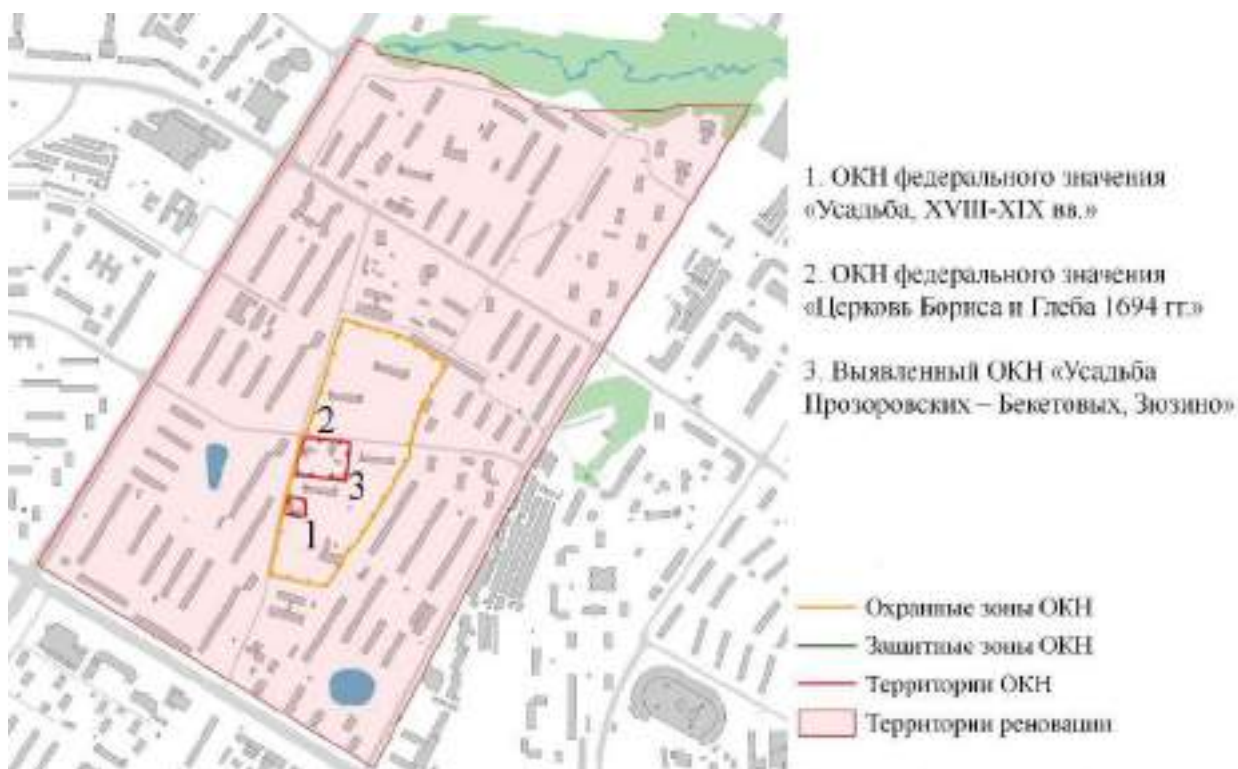 1. ОКН федерального значения
«Усадьба, XVIII-XIX вв.»
2. ОКН федерального значения
«Церковь Бориса и Глеба 1694 гг.»
3. Выявленный ОКН «Усадьба
Прозоровских – Бекетовых, Зюзино»
2
3
1
Охранные зоны ОКН
Защитные зоны ОКН
Территории ОКН
Территории реновации